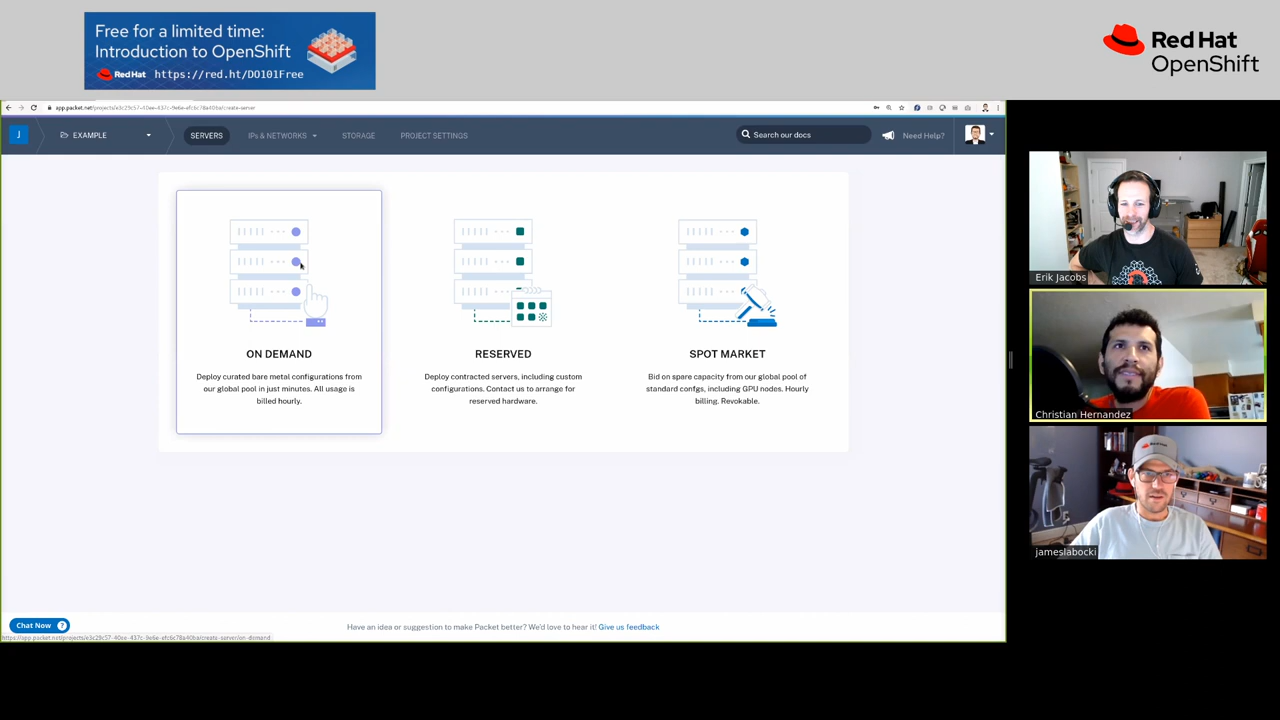 Free for a limited time:
Introduction to OpenShift
Red Hat https://red.ht/DO101Free
Red Hat
OpenShift
J
EXAMPLE
SERVERS
IPs & NETWORKS
STORAGE
PROJECT SETTINGS
Search our docs
Need Help?
ON DEMAND
Deploy curated bare metal configurations from
our global pool in just minutes. All usage is
billed hourly.
RESERVED
Deploy contracted servers, including custom
configurations. Contact us to arrange for
reserved hardware.
SPOT MARKET
Bid on spare capacity from our global pool of
standard confgs, including GPU nodes. Hourly
billing. Revokable.
Erik Jacobs
Christian Hernandez
jameslabocki
Chat Now ?
Have an idea or suggestion to make Packet better? We'd love to hear it! Give us feedback